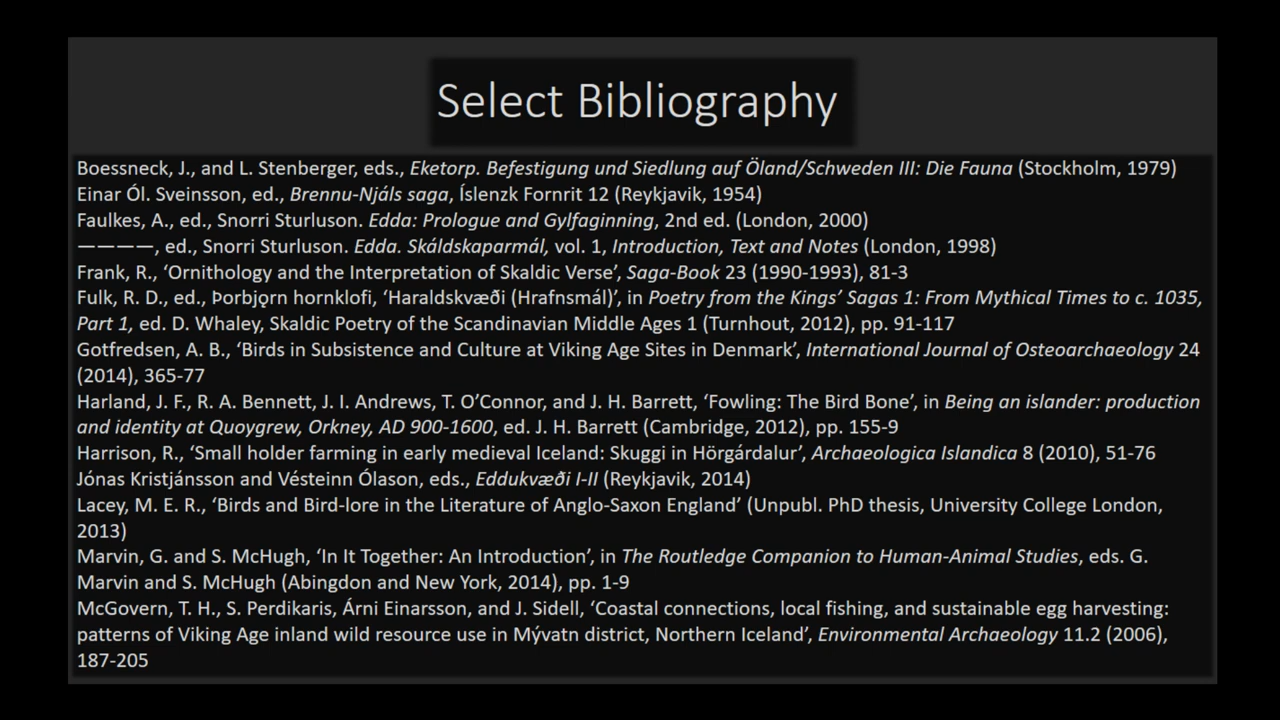 Select Bibliography
Boessneck, J., and L. Stenberger, eds., Eketorp. Befestigung und Siedlung auf Öland/Schweden III: Die Fauna (Stockholm, 1979)
Einar Ól. Sveinsson, ed., Brennu-Njáls saga, Íslenzk Fornrit 12 (Reykjavik, 1954)
Faulkes, A., ed., Snorri Sturluson. Edda: Prologue and Gylfaginning, 2nd ed. (London, 2000)
————, ed., Snorri Sturluson. Edda. Skáldskaparmál, vol. 1, Introduction, Text and Notes (London, 1998)
Frank, R., ‘Ornithology and the Interpretation of Skaldic Verse’, Saga-Book 23 (1990-1993), 81-3
Fulk, R. D., ed., Þorbjǫrn hornklofi, ‘Haraldskvæði (Hrafnsmál)’, in Poetry from the Kings’ Sagas 1: From Mythical Times to c. 1035,
Part 1, ed. D. Whaley, Skaldic Poetry of the Scandinavian Middle Ages 1 (Turnhout, 2012), pp. 91-117
Gotfredsen, A. B., ‘Birds in Subsistence and Culture at Viking Age Sites in Denmark’, International Journal of Osteoarchaeology 24
(2014), 365-77
Harland, J. F., R. A. Bennett, J. I. Andrews, T. O’Connor, and J. H. Barrett, ‘Fowling: The Bird Bone’, in Being an islander: production
and identity at Quoygrew, Orkney, AD 900-1600, ed. J. H. Barrett (Cambridge, 2012), pp. 155-9
Harrison, R., ‘Small holder farming in early medieval Iceland: Skuggi in Hörgárdalur’, Archaeologica Islandica 8 (2010), 51-76
Jónas Kristjánsson and Vésteinn Ólason, eds., Eddukvæði I-II (Reykjavik, 2014)
Lacey, M. E. R., ‘Birds and Bird-lore in the Literature of Anglo-Saxon England’ (Unpubl. PhD thesis, University College London,
2013)
Marvin, G. and S. McHugh, ‘In It Together: An Introduction’, in The Routledge Companion to Human-Animal Studies, eds. G.
Marvin and S. McHugh (Abingdon and New York, 2014), pp. 1-9
McGovern, T. H., S. Perdikaris, Árni Einarsson, and J. Sidell, ‘Coastal connections, local fishing, and sustainable egg harvesting:
patterns of Viking Age inland wild resource use in Mývatn district, Northern Iceland’, Environmental Archaeology 11.2 (2006),
187-205